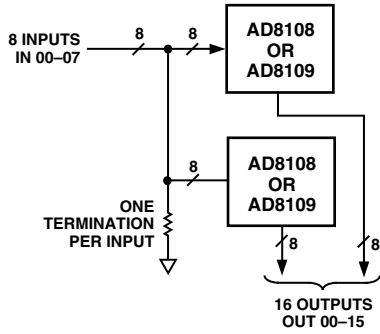 8 INPUTS
IN 00–07
8
8
AD8108
OR
AD8109
8
AD8108
OR
AD8109
ONE
TERMINATION
PER INPUT
8
8
16 OUTPUTS
OUT 00–15